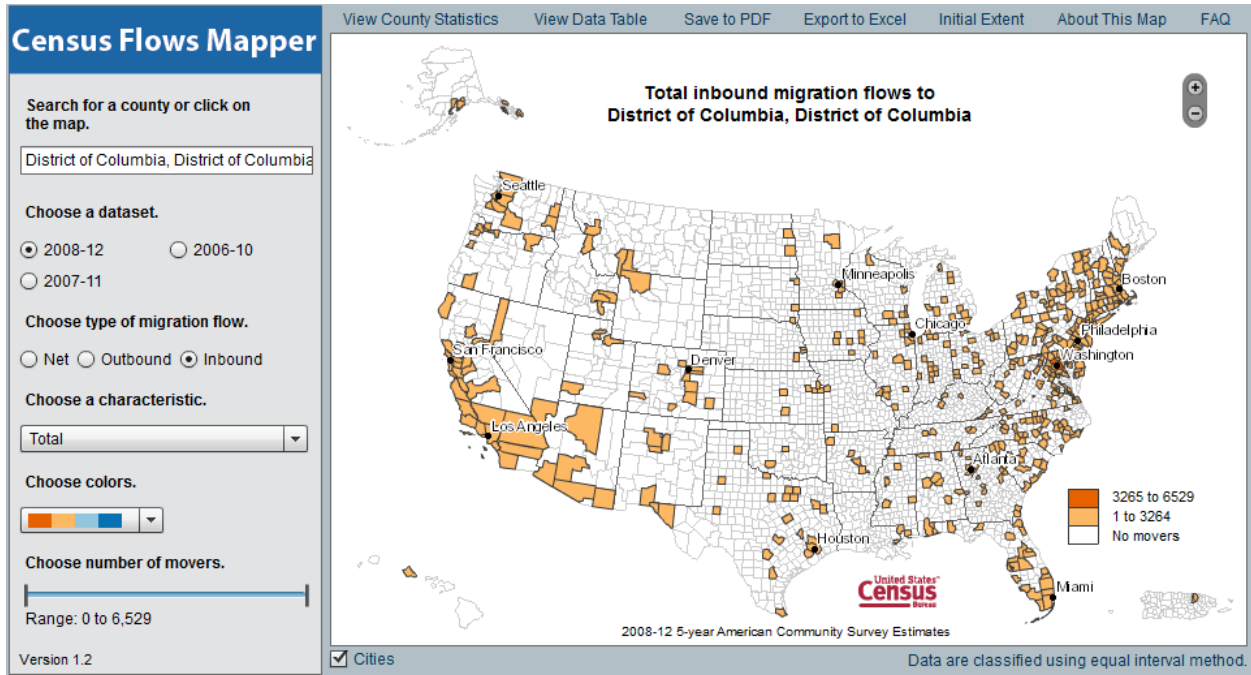 View County Statistics View Data Table Save to PDF Export to Excel Initial Extent About This Map FAQ
Census Flows Mapper
Search for a county or click on
the map.
District of Columbia, District of Columbia
Choose a dataset.
2008-12 2006-10
2007-11
Choose type of migration flow.
Net Outbound Inbound
Choose a characteristic.
Total
Choose colors.
Choose number of movers.
Range: 0 to 6,529
Version 1.2
Total inbound migration flows to
District of Columbia, District of Columbia
Seattle
Minneapolis
Boston
Chicago
Philadelphia
San Francisco
Denver
Washington
Los Angeles
Atlanta
3265 to 6529
1 to 3264
No movers
Houston
Miami
United States®
Census
Bureau
2008-12 5-year American Community Survey Estimates
Cities
Data are classified using equal interval method.